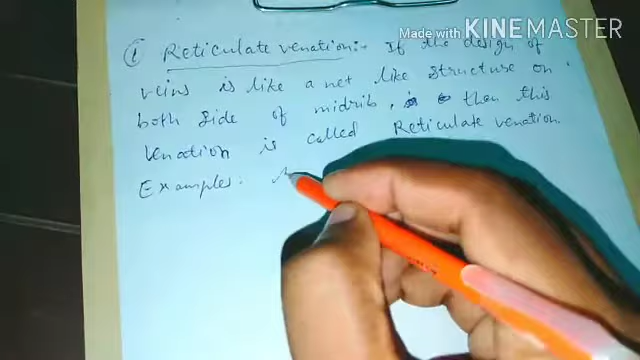 Made with KINEMASTER
① Reticulate venation :- If the design of
veins is like a net like structure on
both side of midrib, then this
venation is called Reticulate venation.
Examples: